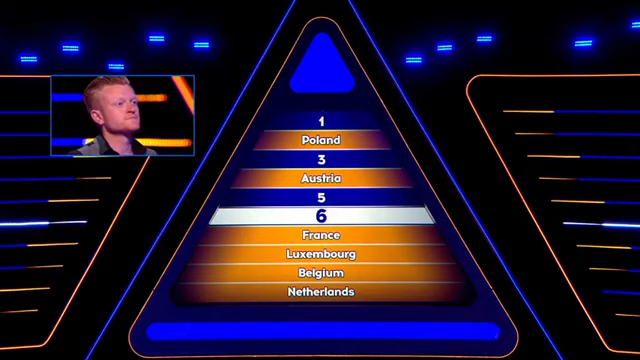 1
Poland
3
Austria
5
6
France
Luxembourg
Belgium
Netherlands